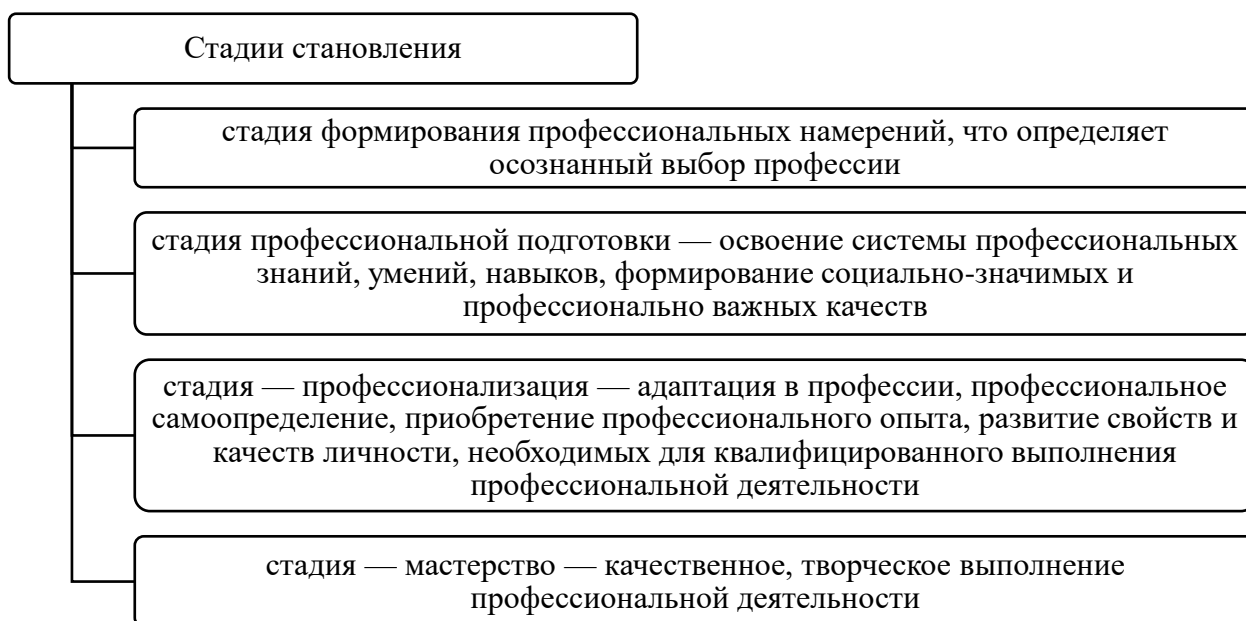 Стадии становления
стадия формирования профессиональных намерений, что определяет
осознанный выбор профессии
стадия профессиональной подготовки — освоение системы профессиональных
знаний, умений, навыков, формирование социально-значимых и
профессионально важных качеств
стадия — профессионализация — адаптация в профессии, профессиональное
самоопределение, приобретение профессионального опыта, развитие свойств и
качеств личности, необходимых для квалифицированного выполнения
профессиональной деятельности
стадия — мастерство — качественное, творческое выполнение
профессиональной деятельности